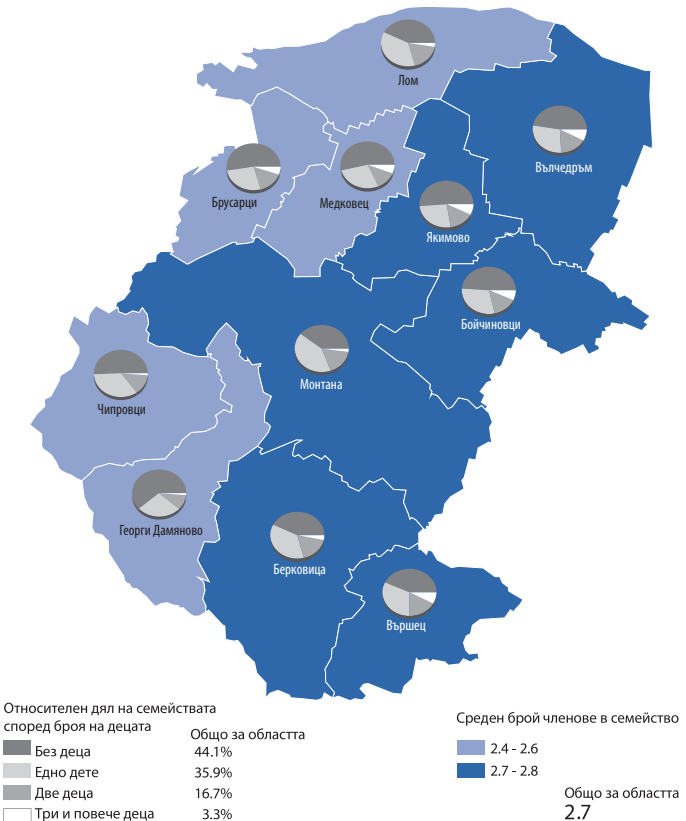 Лом
Вълчедръм
Брусарци
Медковец
Якимово
Бойчиновци
Монтана
Чипровци
Георги Дамяново
Берковица
Вършец
Относителен дял на семействата
според броя на децата
Общо за областта
Без деца 44.1%
Едно дете 35.9%
Две деца 16.7%
Три и повече деца 3.3%
Среден брой членове в семейство
2.4 - 2.6
2.7 - 2.8
Общо за областта
2.7